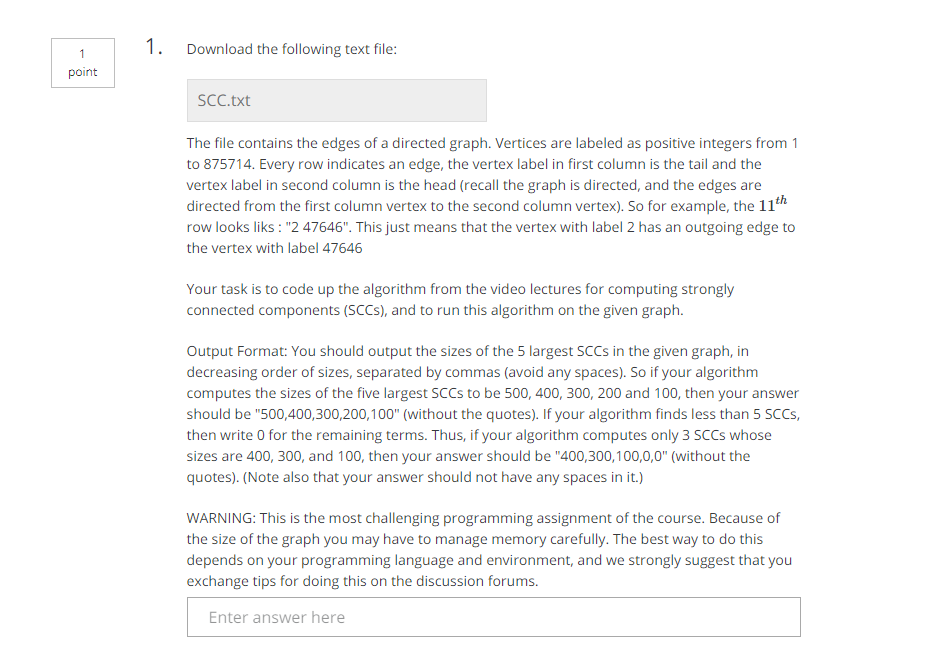 1
point
1.
Download the following text file:
SCC.txt
The file contains the edges of a directed graph. Vertices are labeled as positive integers from 1
to 875714. Every row indicates an edge, the vertex label in first column is the tail and the
vertex label in second column is the head (recall the graph is directed, and the edges are
directed from the first column vertex to the second column vertex). So for example, the 11th
row looks liks : "2 47646". This just means that the vertex with label 2 has an outgoing edge to
the vertex with label 47646
Your task is to code up the algorithm from the video lectures for computing strongly
connected components (SCCs), and to run this algorithm on the given graph.
Output Format: You should output the sizes of the 5 largest SCCs in the given graph, in
decreasing order of sizes, separated by commas (avoid any spaces). So if your algorithm
computes the sizes of the five largest SCCs to be 500, 400, 300, 200 and 100, then your answer
should be "500,400,300,200,100" (without the quotes). If your algorithm finds less than 5 SCCs,
then write 0 for the remaining terms. Thus, if your algorithm computes only 3 SCCs whose
sizes are 400, 300, and 100, then your answer should be "400,300,100,0,0" (without the
quotes). (Note also that your answer should not have any spaces in it.)
WARNING: This is the most challenging programming assignment of the course. Because of
the size of the graph you may have to manage memory carefully. The best way to do this
depends on your programming language and environment, and we strongly suggest that you
exchange tips for doing this on the discussion forums.
Enter answer here